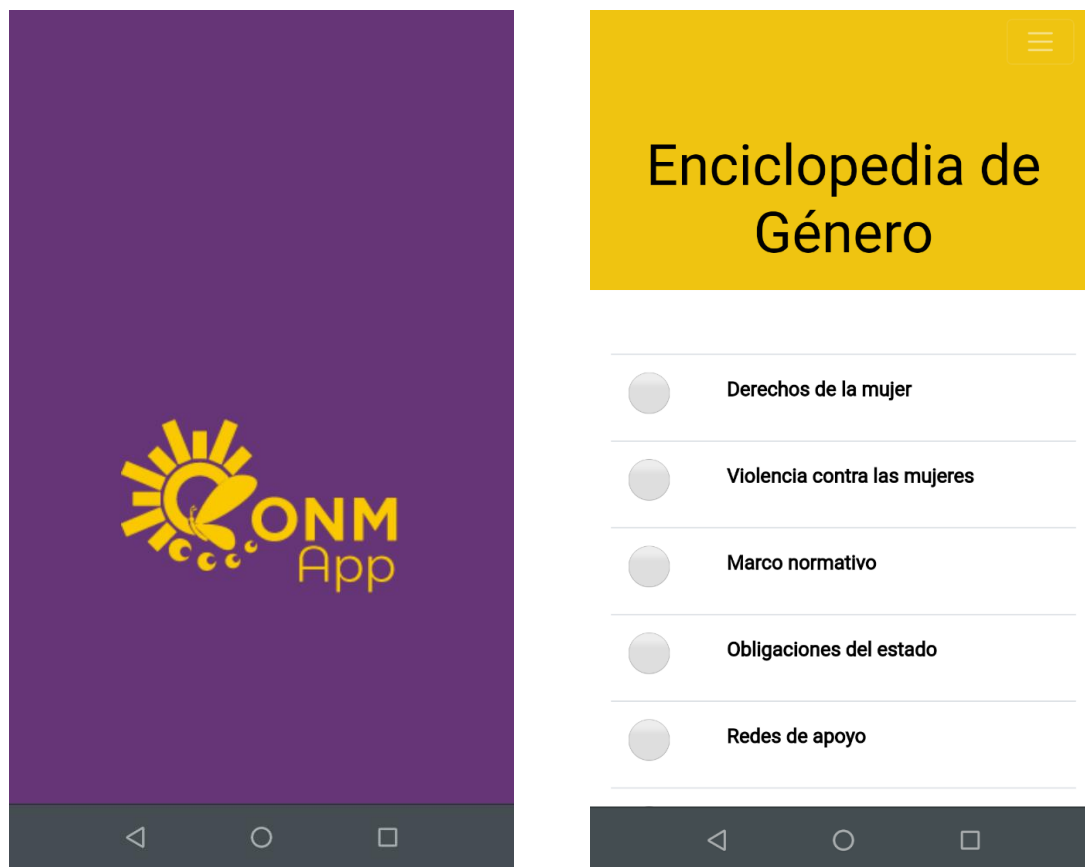 ONM
App
Enciclopedia de
Género
Derechos de la mujer
Violencia contra las mujeres
Marco normativo
Obligaciones del estado
Redes de apoyo